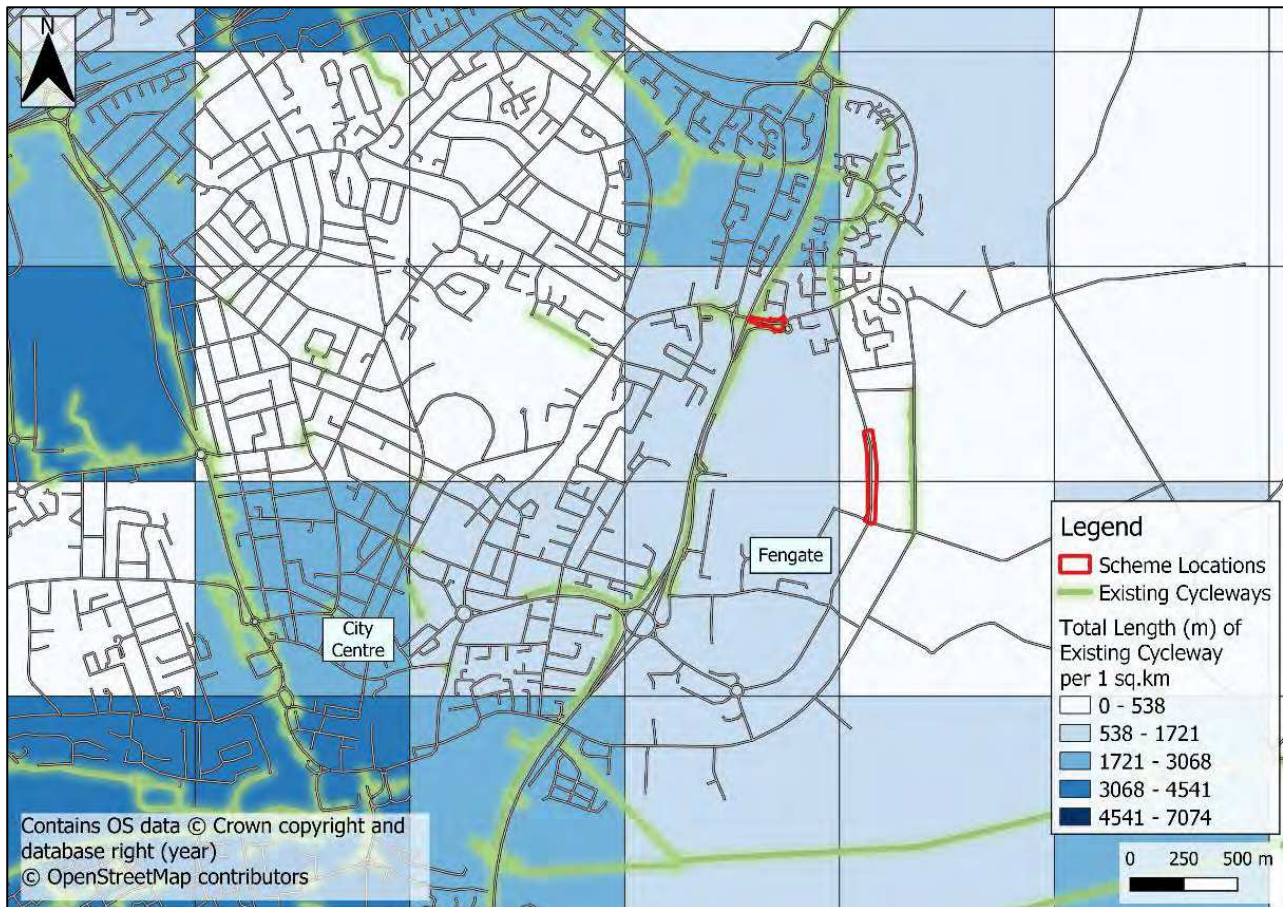 N
Fengate
City
Centre
Legend
Scheme Locations
Existing Cycleways
Total Length (m) of
Existing Cycleway
per 1 sq.km
0 - 538
538 - 1721
1721 - 3068
3068 - 4541
4541 - 7074
Contains OS data © Crown copyright and
database right (year)
© OpenStreetMap contributors
0 250 500 m